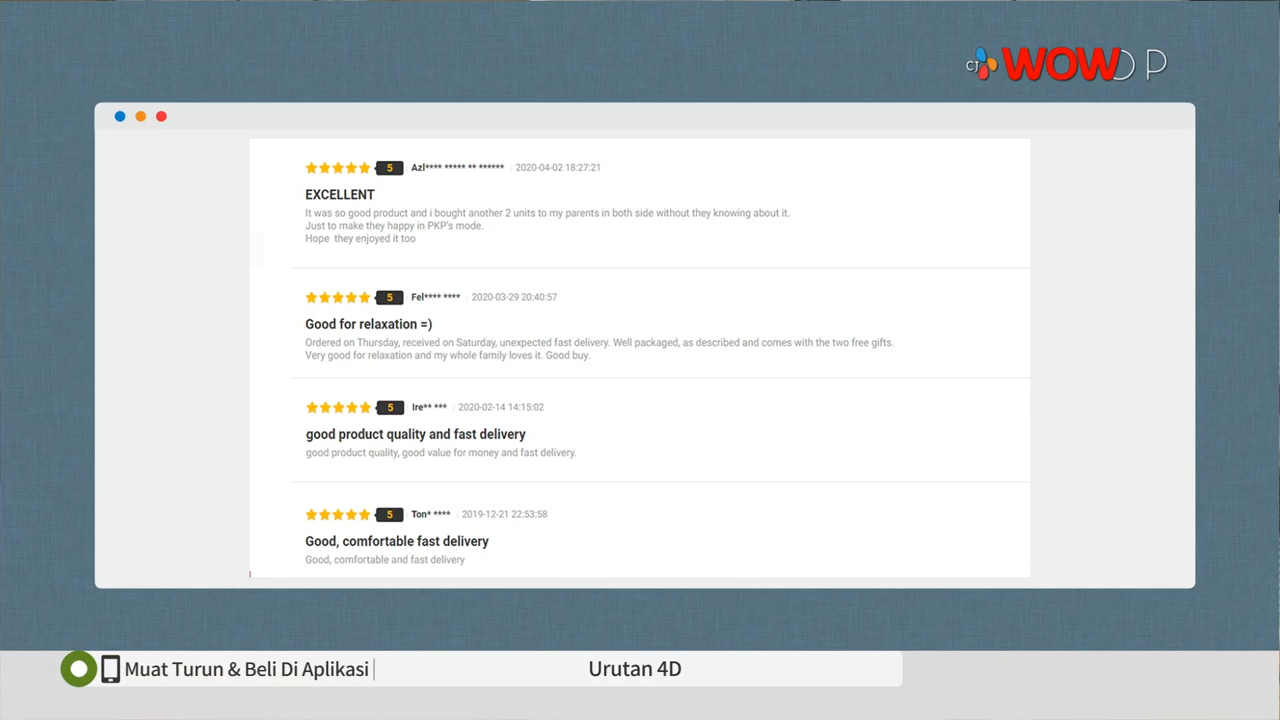 CJ WOW OP
5 Azl**** ***** ** ****** 2020-04-02 18:27:21
EXCELLENT
It was so good product and i bought another 2 units to my parents in both side without they knowing about it.
Just to make they happy in PKP's mode.
Hope they enjoyed it too
5 Fel**** **** 2020-03-29 20:40:57
Good for relaxation =)
Ordered on Thursday, received on Saturday, unexpected fast delivery. Well packaged, as described and comes with the two free gifts.
Very good for relaxation and my whole family loves it. Good buy.
5 Ire** *** 2020-02-14 14:15:02
good product quality and fast delivery
good product quality, good value for money and fast delivery.
5 Ton* **** 2019-12-21 22:53:58
Good, comfortable fast delivery
Good, comfortable and fast delivery
Muat Turun & Beli Di Aplikasi | Urutan 4D